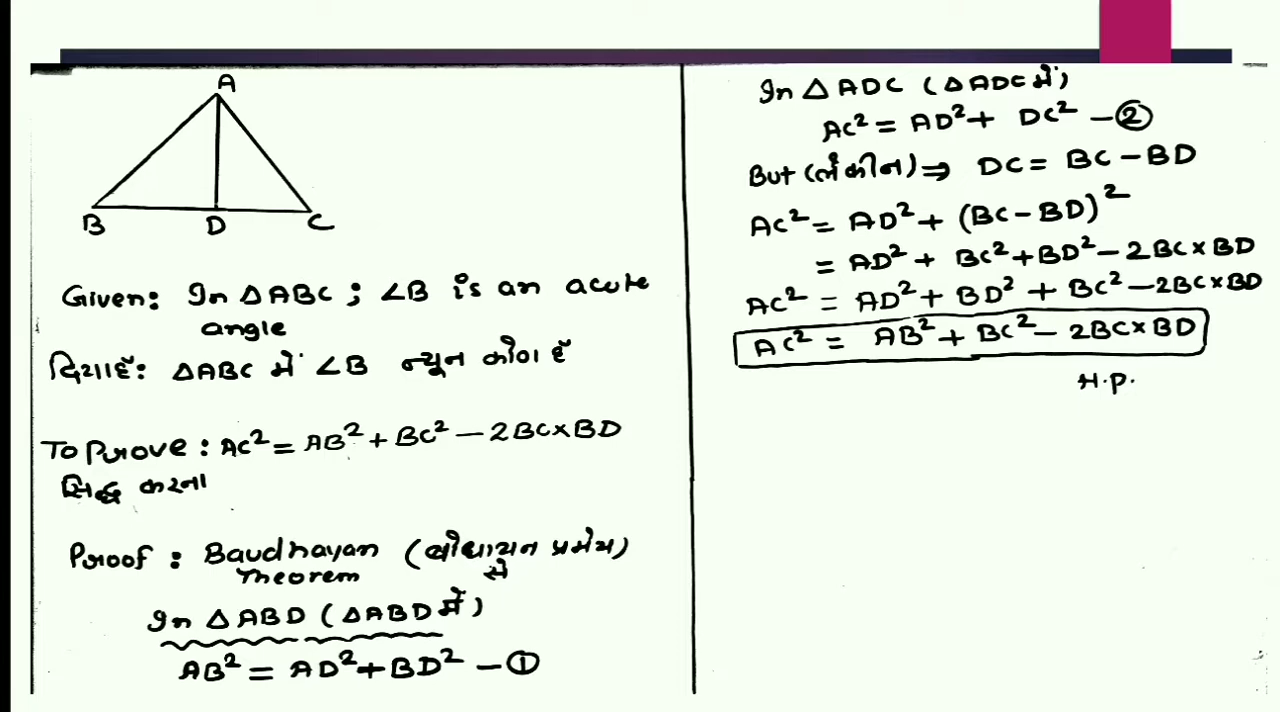 A
B D C
Given: In △ABC ; ∠B is an acute
angle
दिया है: △ABC में ∠B न्यून कोण है
To Prove: AC² = AB² + BC² – 2BC×BD
सिद्ध करना
Proof: Baudhayan (बोधायन प्रमेय)
Theorem से
In △ABD (△ABD में)
AB² = AD² + BD² – ①
In △ADC (△ADC में)
AC² = AD² + DC² – ②
But (लेकीन) ⇒ DC = BC – BD
AC² = AD² + (BC – BD)²
= AD² + BC² + BD² – 2BC×BD
AC² = AD² + BD² + BC² – 2BC×BD
AC² = AB² + BC² – 2BC×BD
H.P.